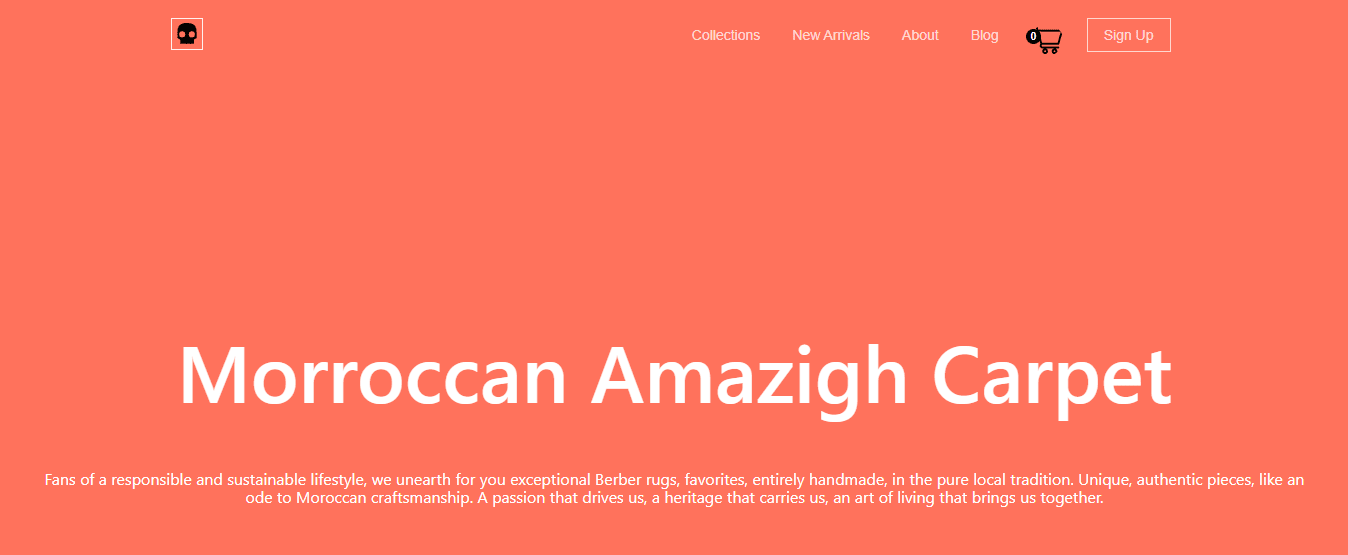 Collections New Arrivals About Blog 0 Sign Up
Morroccan Amazigh Carpet
Fans of a responsible and sustainable lifestyle, we unearth for you exceptional Berber rugs, favorites, entirely handmade, in the pure local tradition. Unique, authentic pieces, like an
ode to Moroccan craftsmanship. A passion that drives us, a heritage that carries us, an art of living that brings us together.